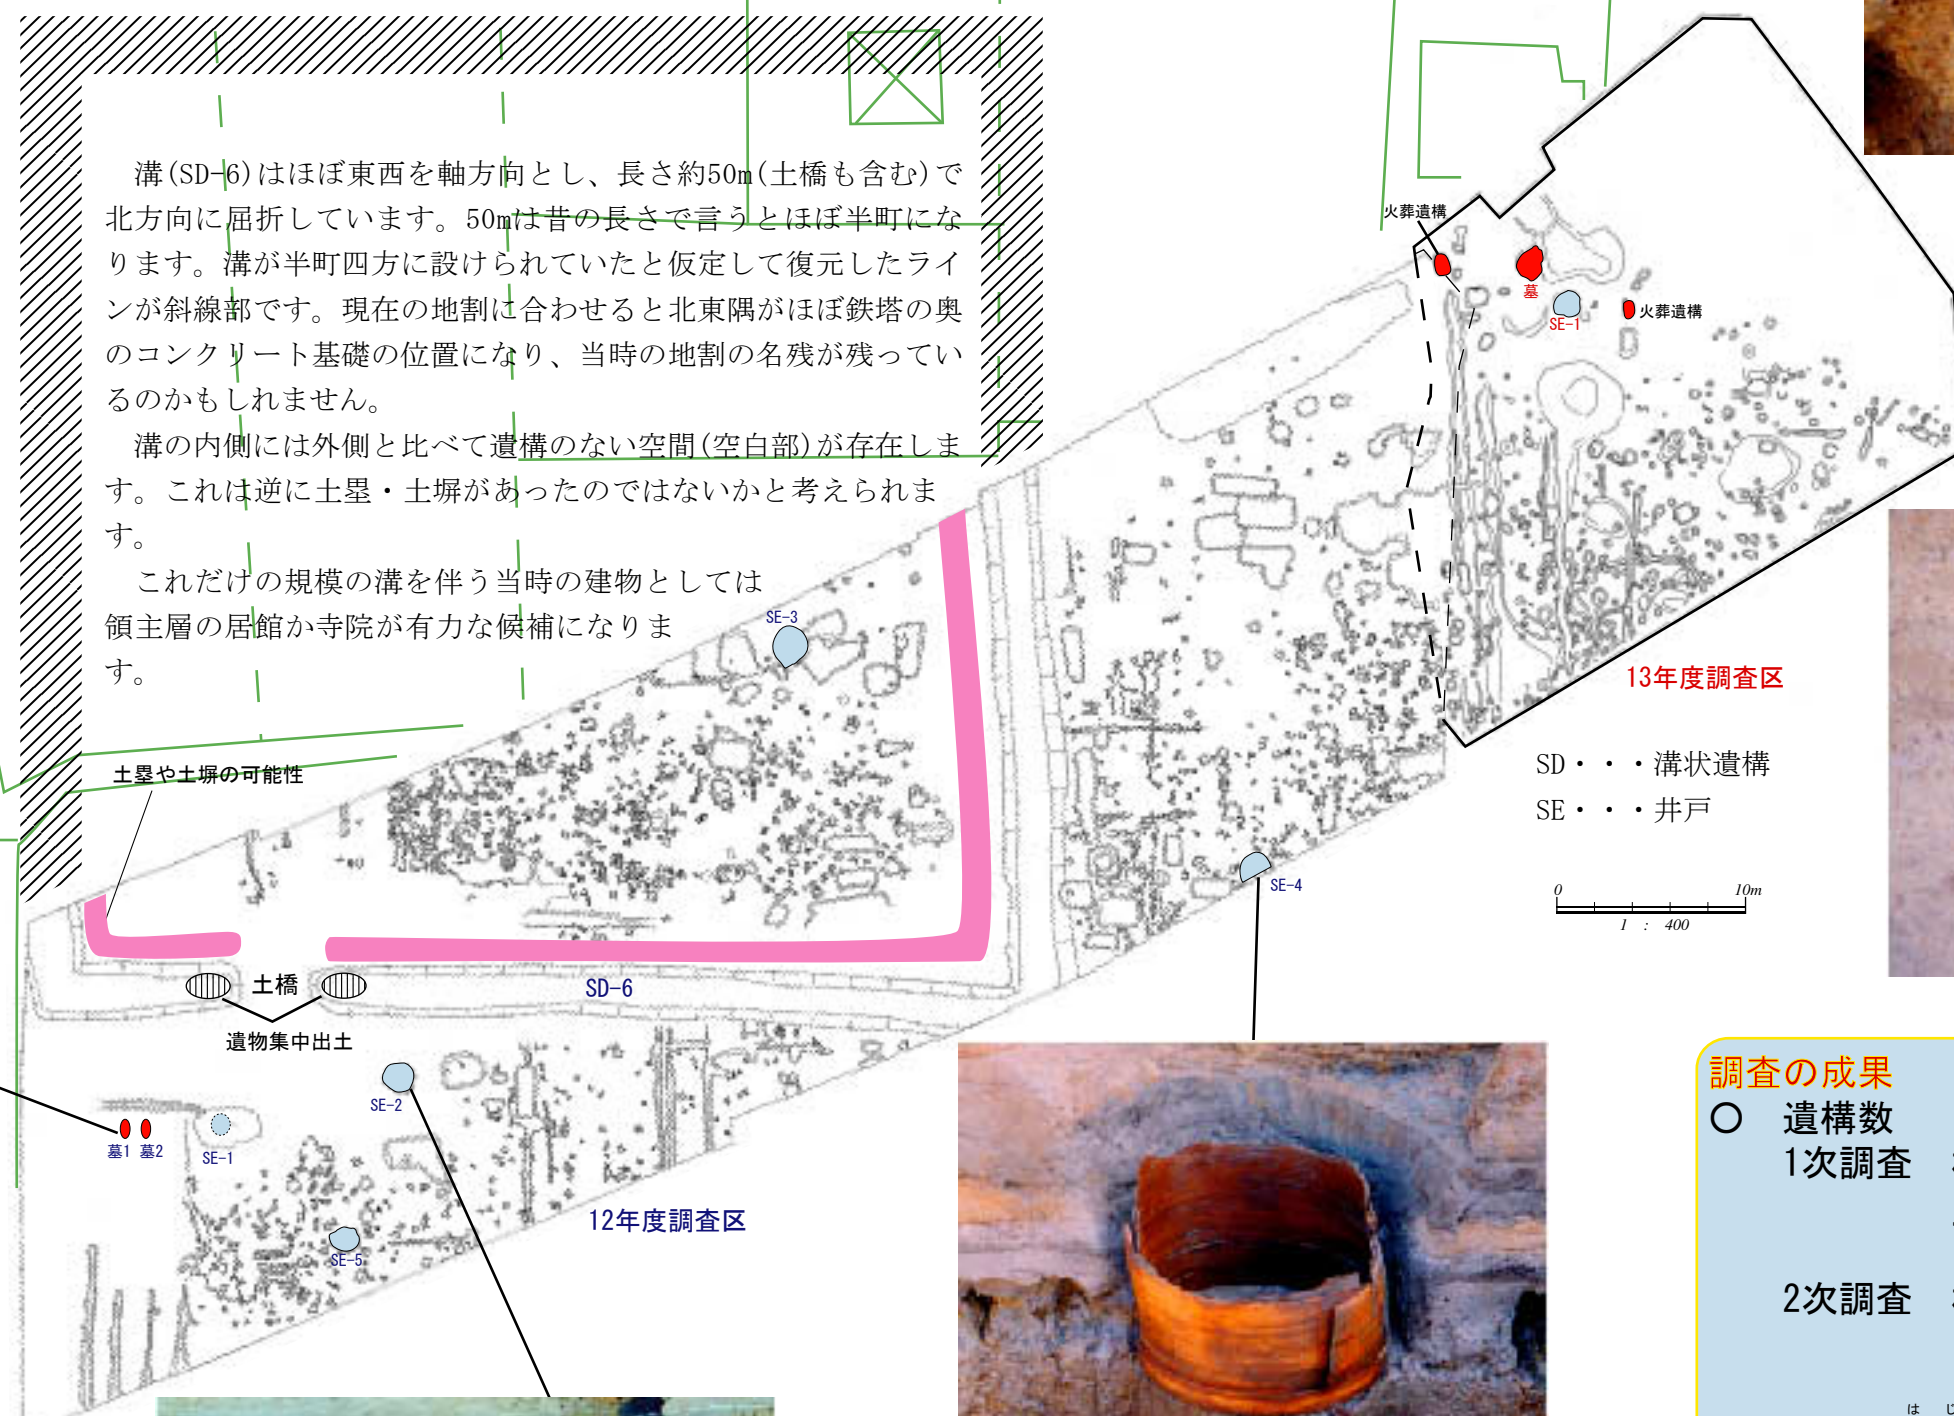 溝(SD-6)はほぼ東西を軸方向とし、長さ約50m(土橋も含む)で
北方向に屈折しています。50mは昔の長さで言うとほぼ半町にな
ります。溝が半町四方に設けられていたと仮定して復元したライ
ンが斜線部です。現在の地割に合わせると北東隅がほぼ鉄塔の奥
のコンクリート基礎の位置になり、当時の地割の名残が残ってい
るのかもしれません。
溝の内側には外側と比べて遺構のない空間(空白部)が存在しま
す。これは逆に土塁・土塀があったのではないかと考えられま
す。
これだけの規模の溝を伴う当時の建物としては
領主層の居館か寺院が有力な候補になりま
す。
火葬遺構
墓
SE-1
火葬遺構
13年度調査区
SD・・・溝状遺構
SE・・・井戸
0 10m
1 : 400
SE-3
土塁や土塀の可能性
SE-4
土橋
SD-6
遺物集中出土
SE-2
墓1 墓2
SE-1
SE-5
12年度調査区
調査の成果
○ 遺構数
1次調査
2次調査
は じ